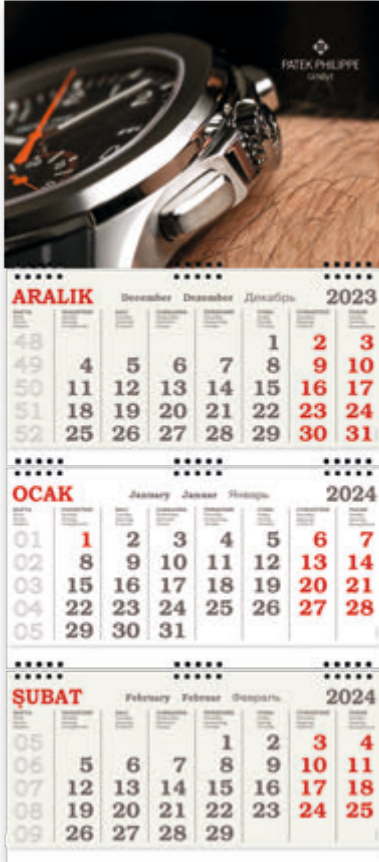 PATEK PHILIPPE
GENÈVE
ARALIK December Dezember Декабрь 2023
48 1 2 3
49 4 5 6 7 8 9 10
50 11 12 13 14 15 16 17
51 18 19 20 21 22 23 24
52 25 26 27 28 29 30 31
OCAK January Januar Январь 2024
01 1 2 3 4 5 6 7
02 8 9 10 11 12 13 14
03 15 16 17 18 19 20 21
04 22 23 24 25 26 27 28
05 29 30 31
ŞUBAT February Februar Февраль 2024
05 1 2 3 4
06 5 6 7 8 9 10 11
07 12 13 14 15 16 17 18
08 19 20 21 22 23 24 25
09 26 27 28 29